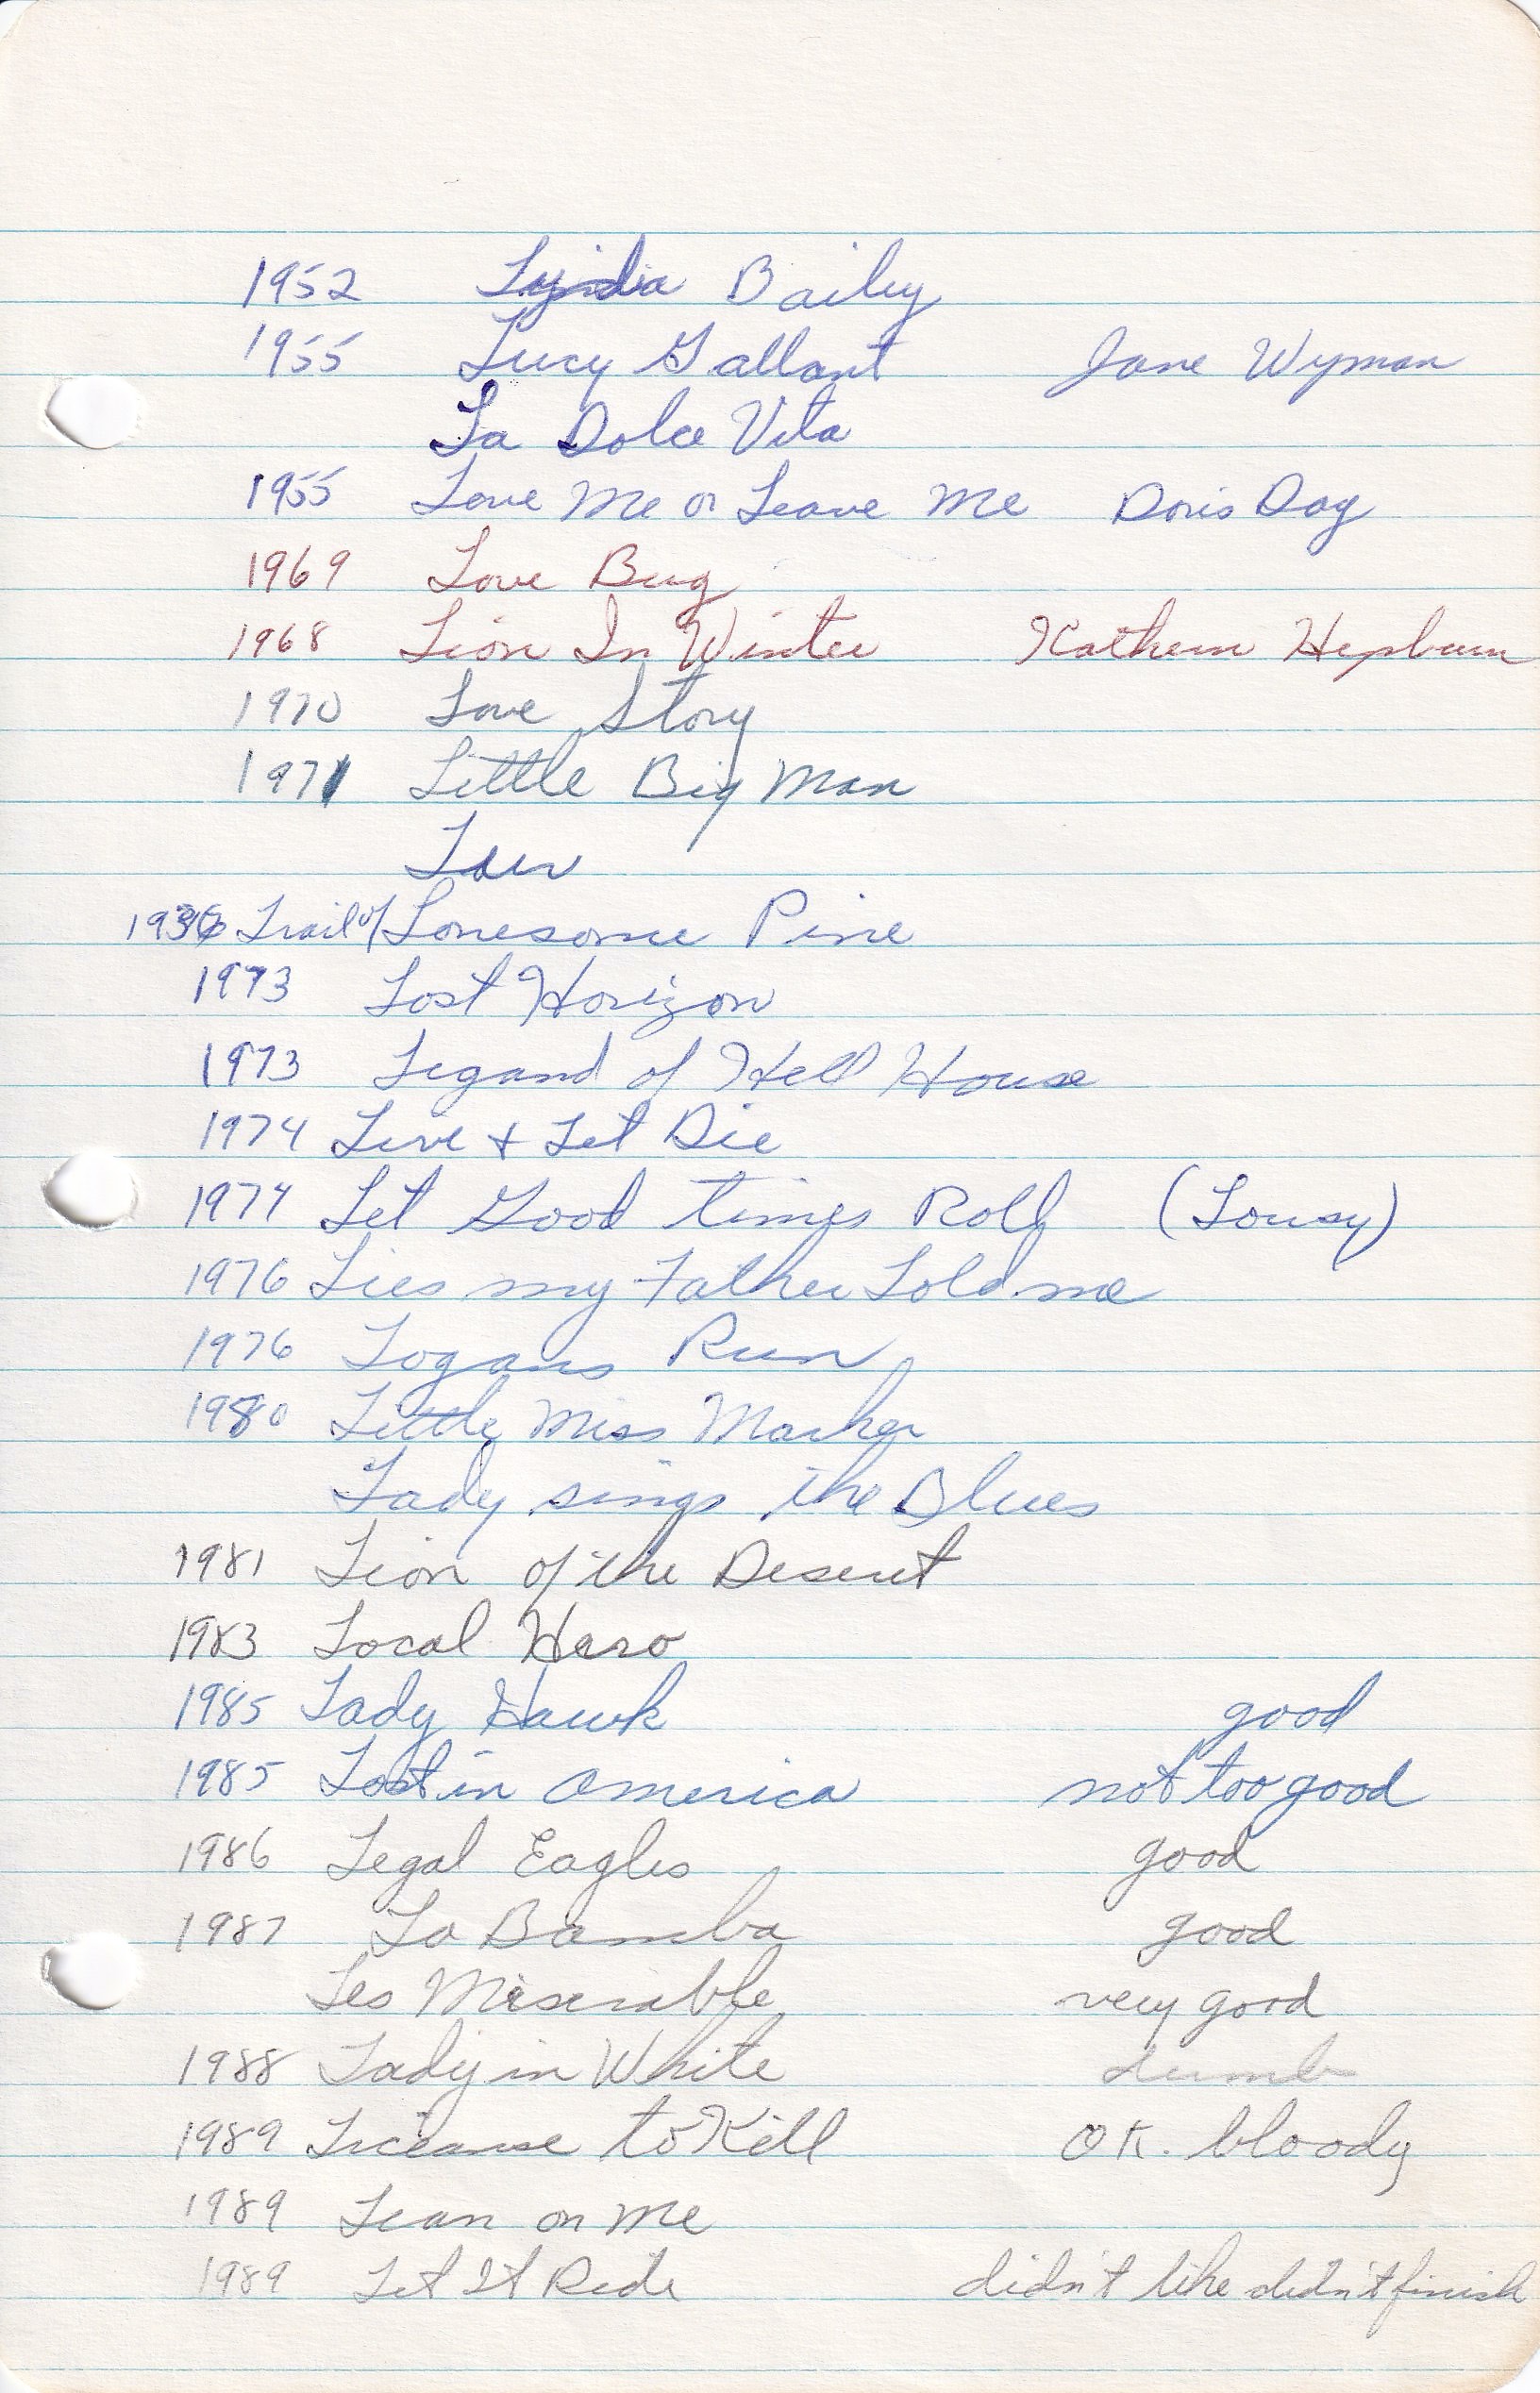 1952 Lydia Bailey
1955 Lucy Gallant Jane Wyman
La Dolce Vita
1955 Love Me or Leave Me Doris Day
1969 Love Bug
1968 Lion In Winter Kathern Hepburn
1970 Love Story
1971 Little Big Man
1936 Trail of Lonesome Pine
1973 Lost Horizon
1973 Legand of Hell House
1974 Live + Let Die
1974 Let Good times Roll (Lousy)
1976 Lies my Father Told me
1976 Logans Run
1980 Little Miss Marker
Lady sings the Blues
1981 Lion of the Desert
1983 Local Hero
1985 Lady Hawk good
1985 Lost in America not too good
1986 Legal Eagles good
1987 La Bamba good
Les Miserable very good
1988 Lady in White dumb
1989 to Kill OK. bloody
1989 Lean on Me
1989 Let It Ride didn't like didn't finish